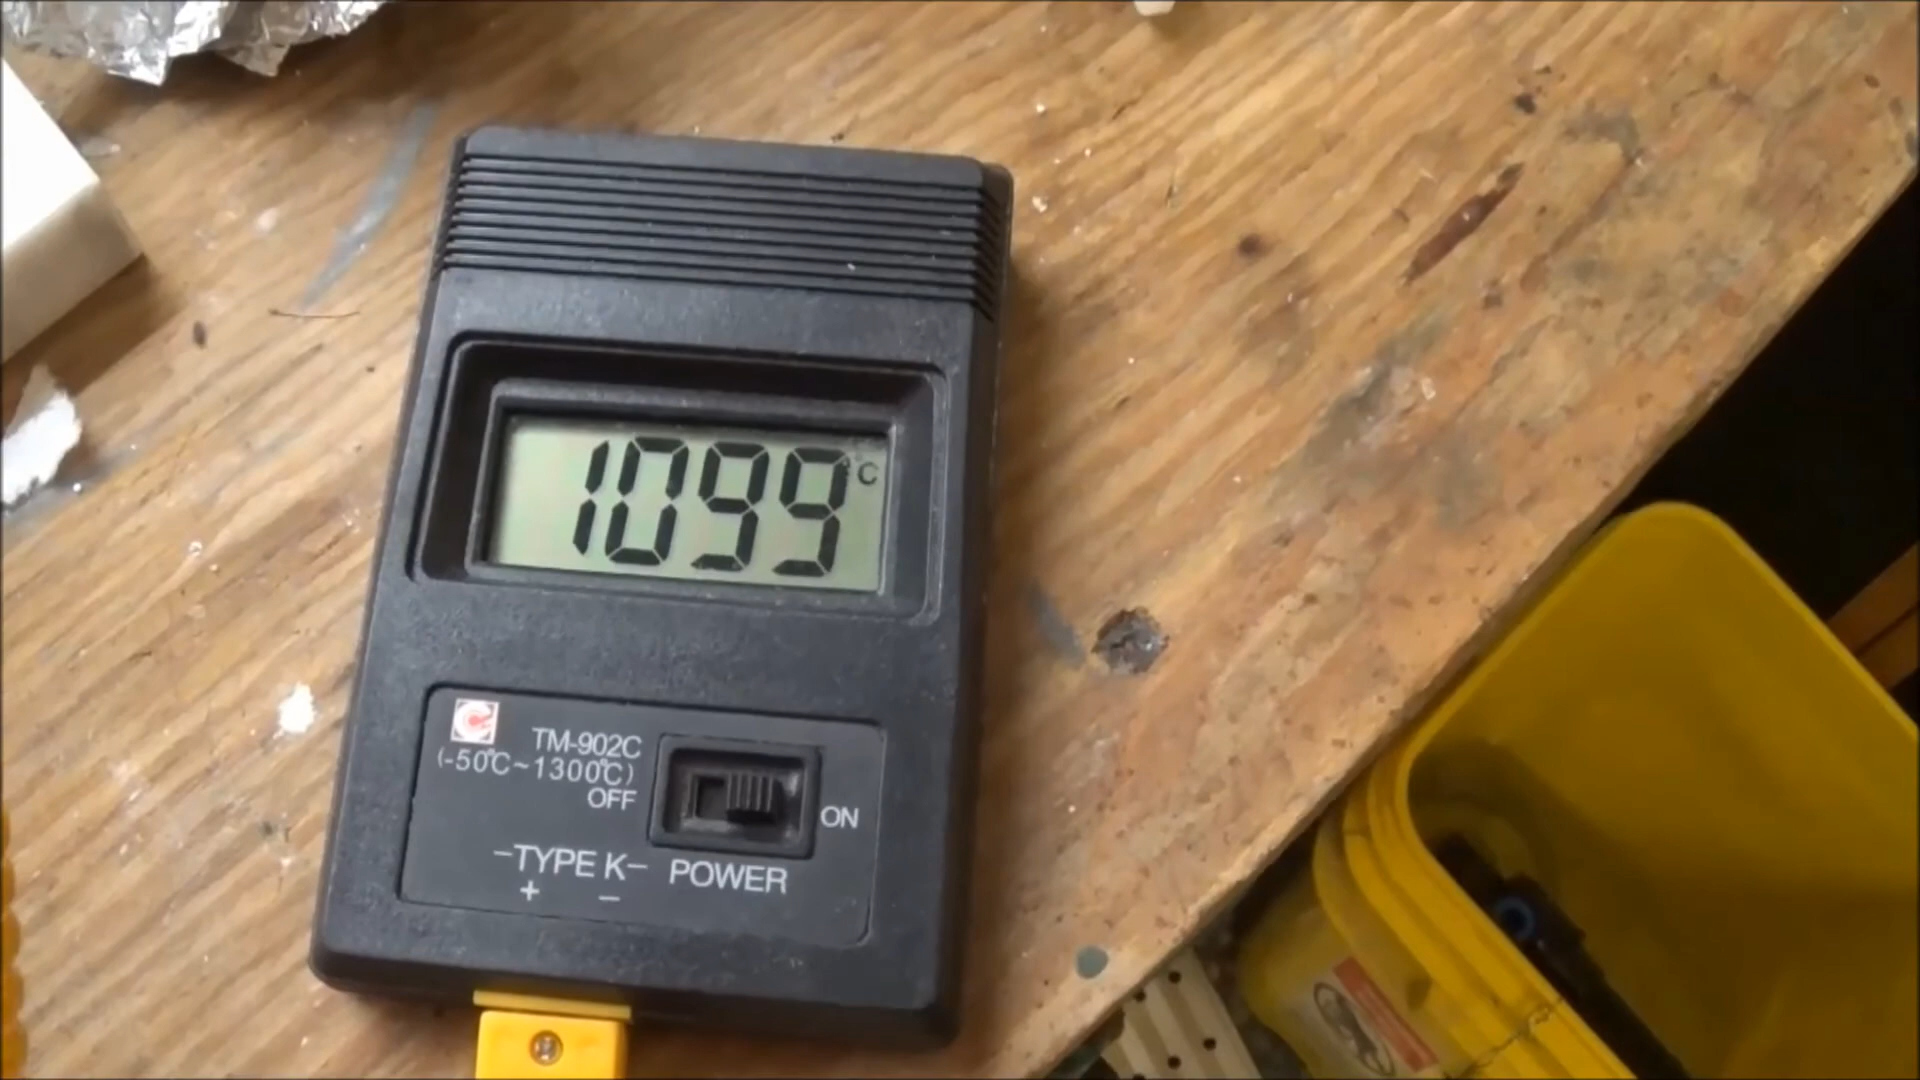 1099 °C
TM-902C
(-50℃~1300℃)
OFF
ON
-TYPE K- POWER
+ -